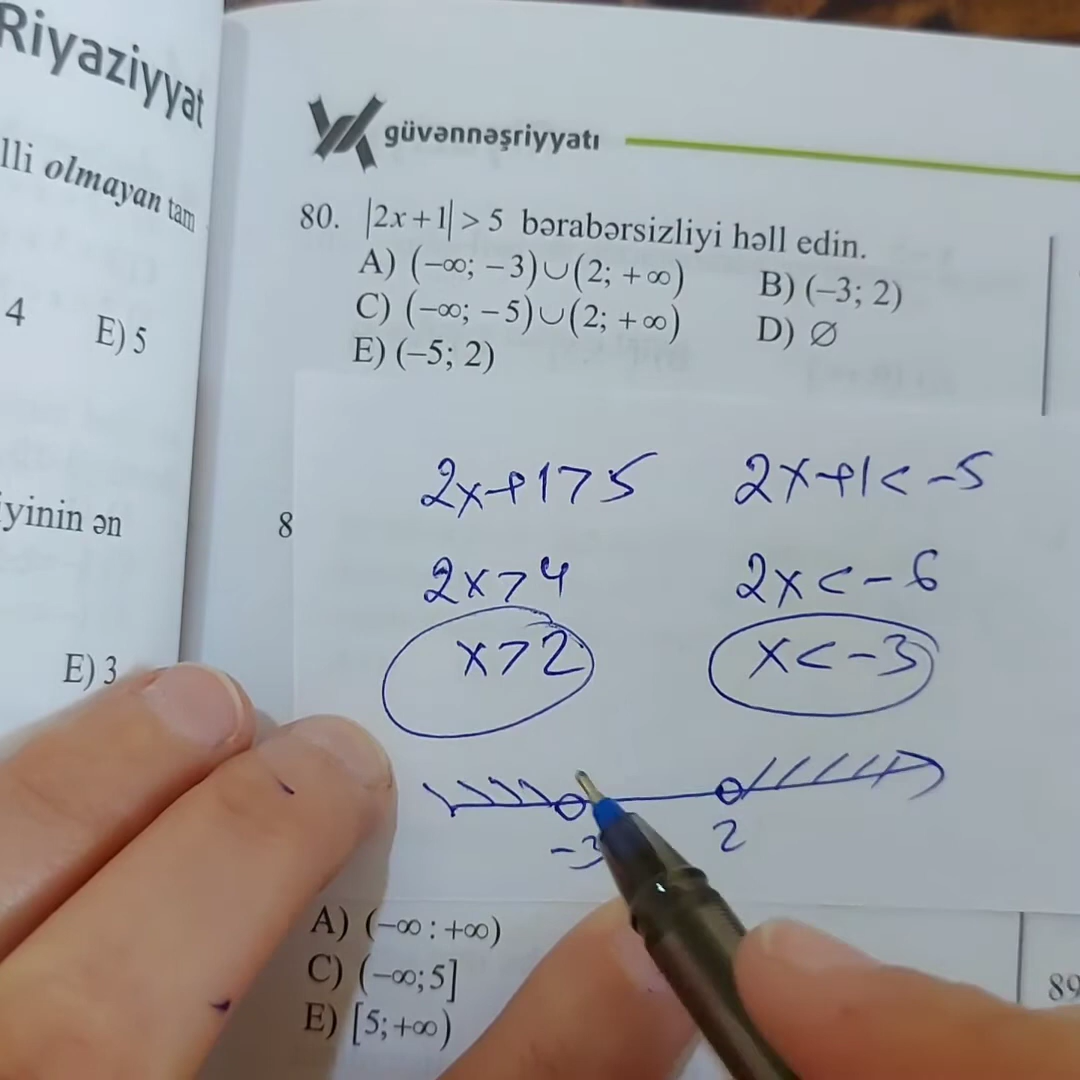 Riyaziyyat
lli olmayan tam
4 E) 5
yinin ən
E) 3
güvənnəşriyyatı
80. |2x+1| > 5 bərabərsizliyi həll edin.
A) (−∞; −3)∪(2; +∞) B) (−3; 2)
C) (−∞; −5)∪(2; +∞) D) ∅
E) (−5; 2)
8
2x+1>5 2x+1<-5
2x>4 2x<-6
x>2 x<-3
-3 2
A) (−∞ : +∞)
C) (−∞; 5]
E) [5; +∞)
89